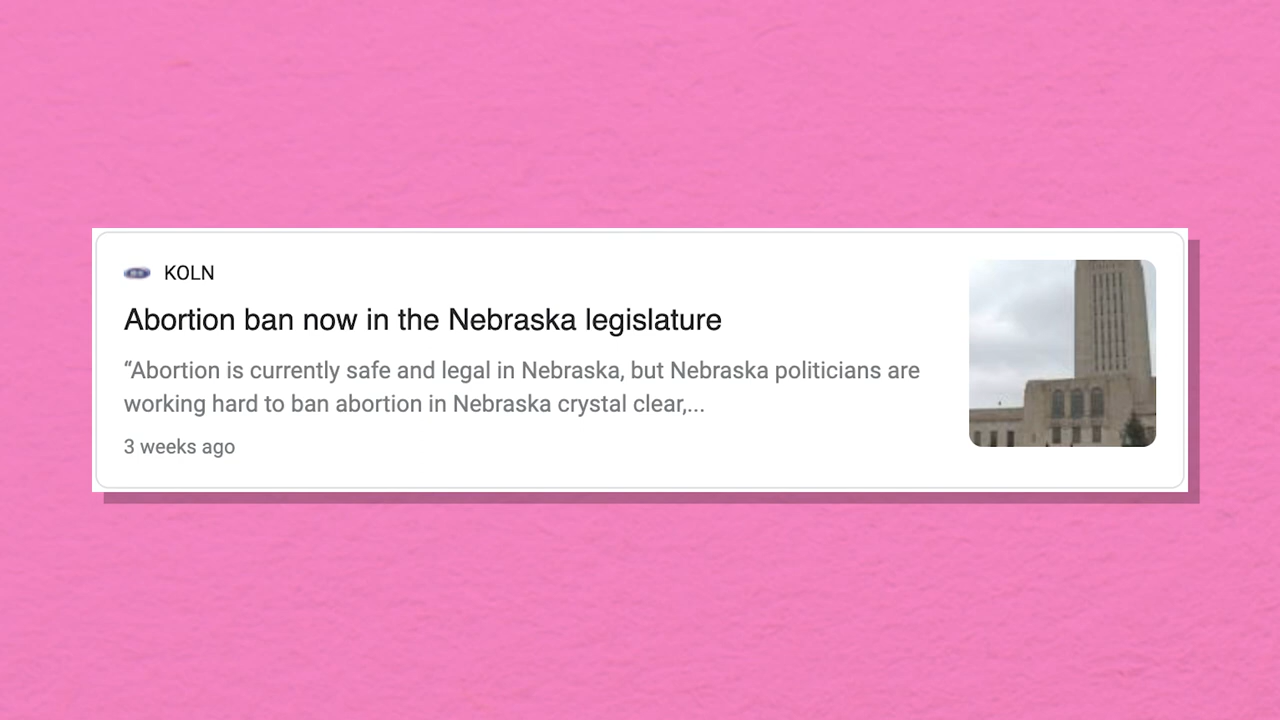 KOLN
Abortion ban now in the Nebraska legislature
“Abortion is currently safe and legal in Nebraska, but Nebraska politicians are
working hard to ban abortion in Nebraska crystal clear,...
3 weeks ago